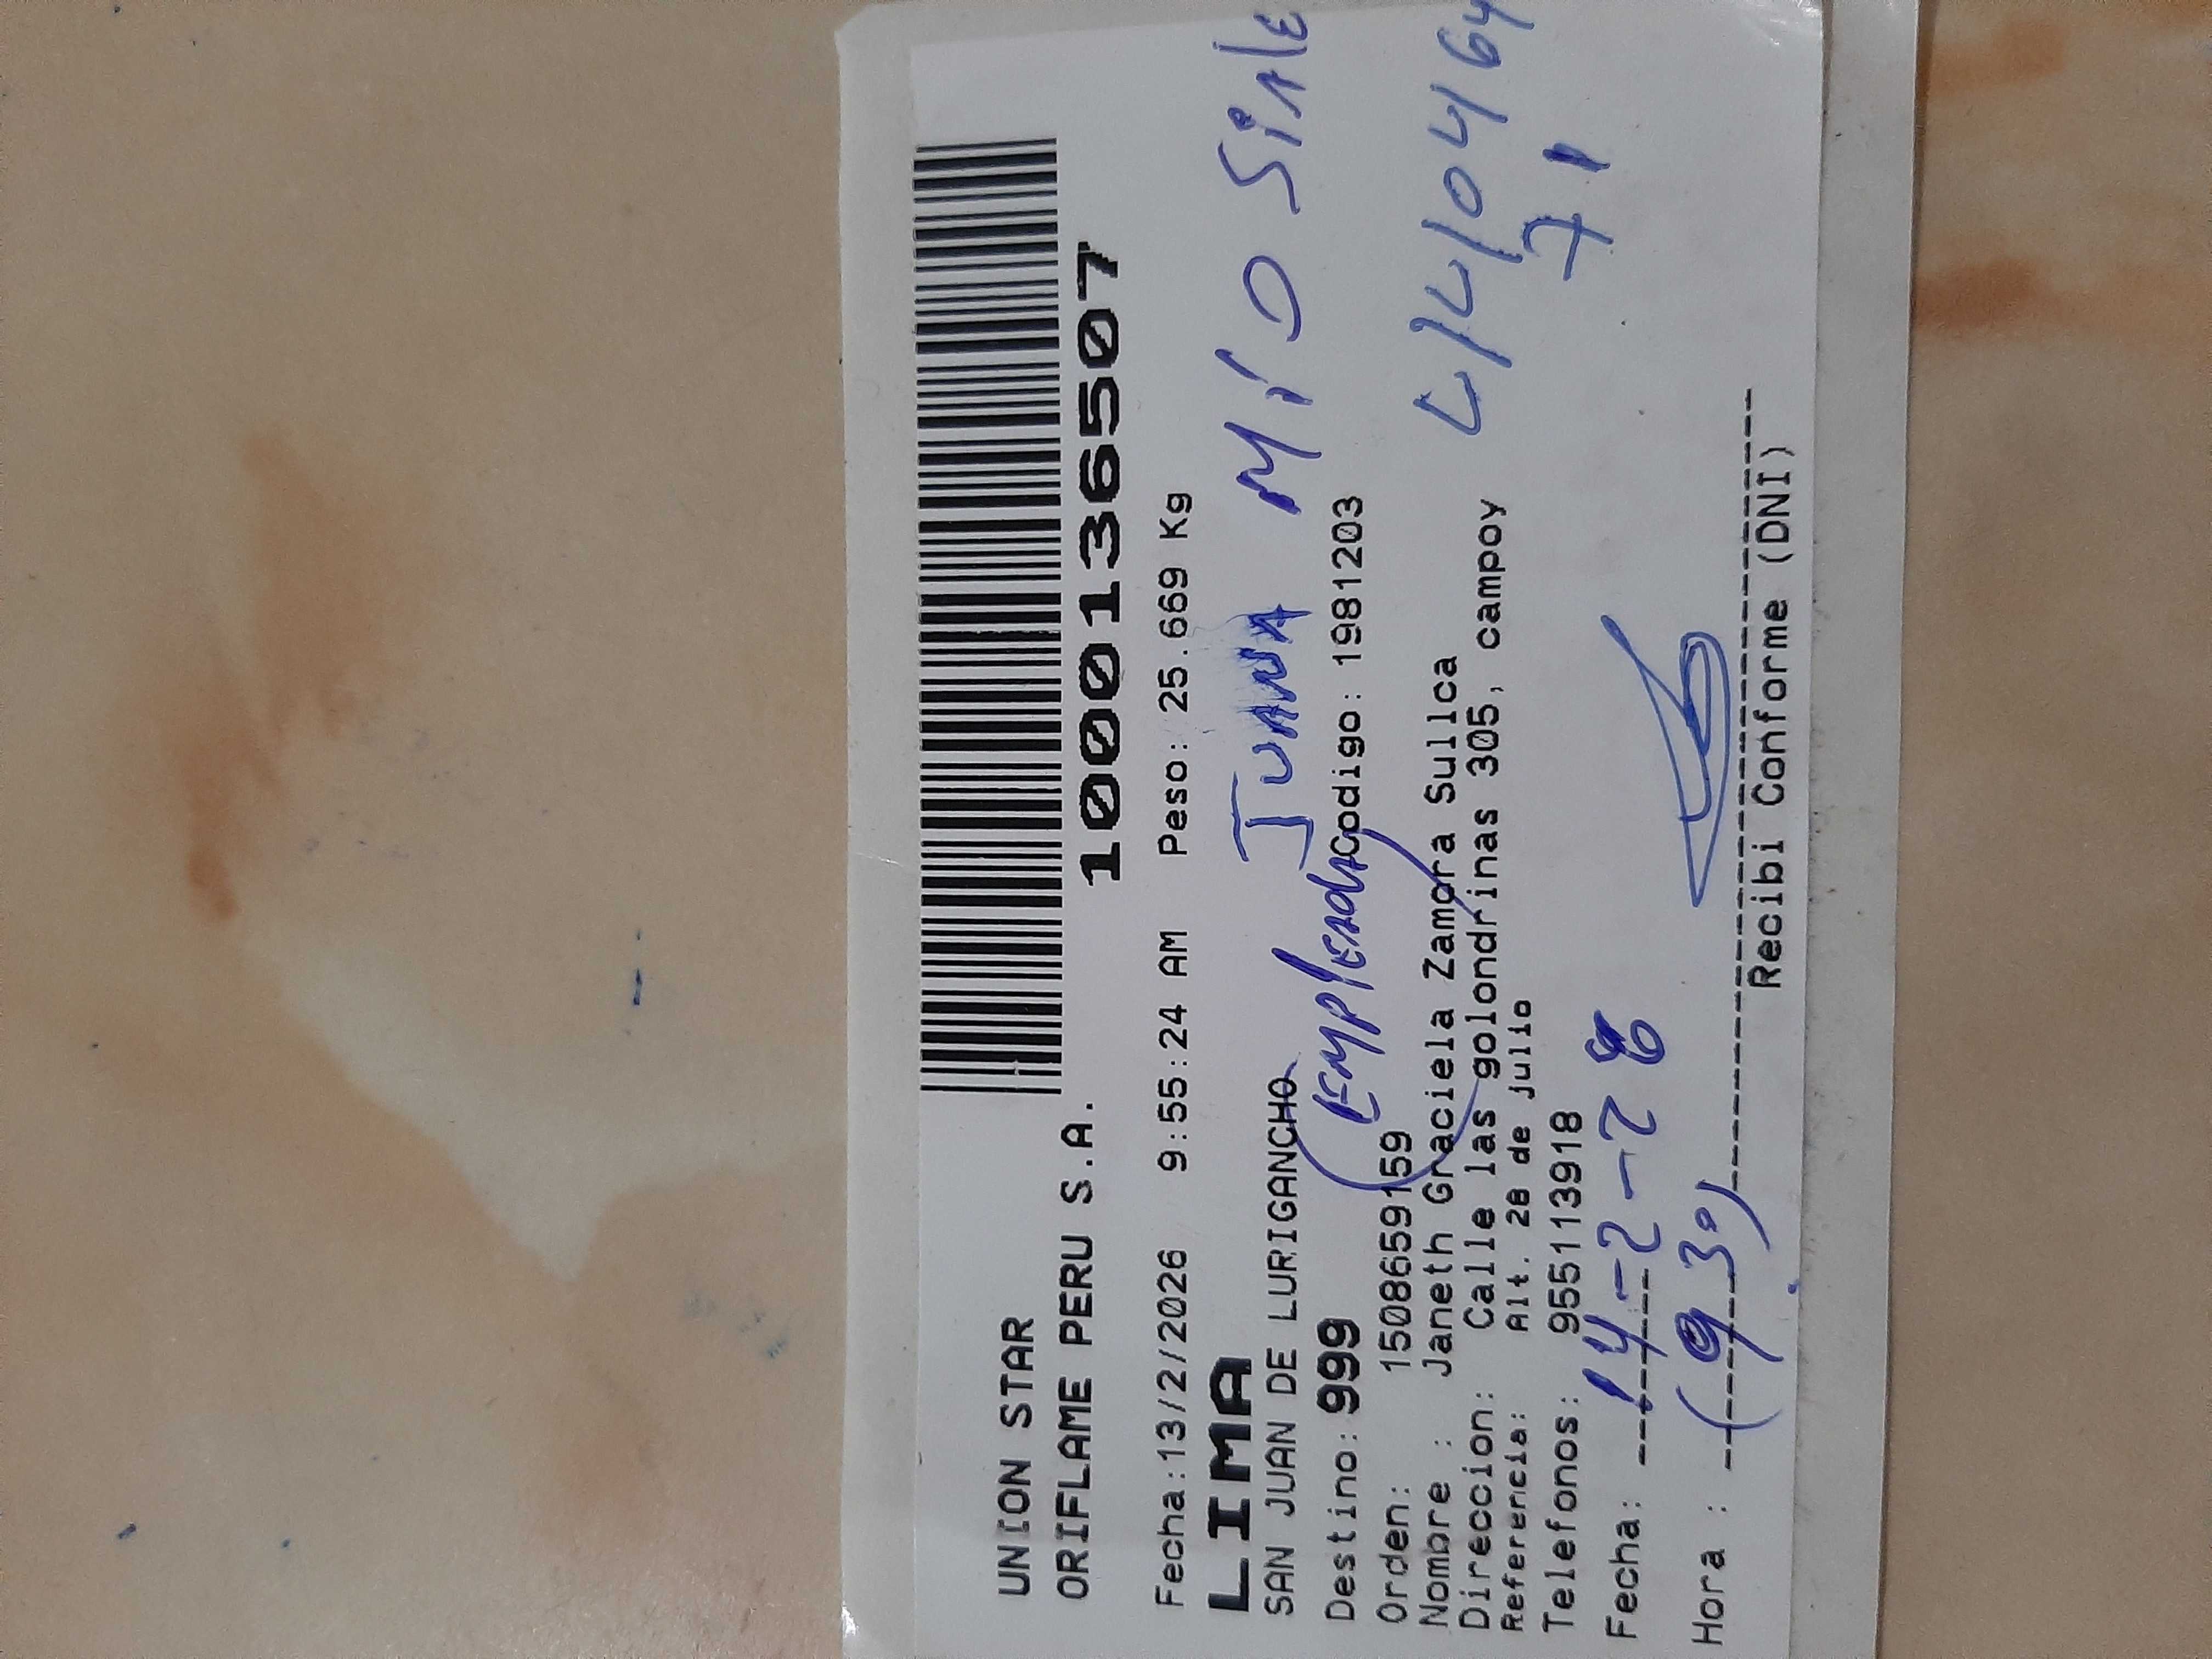 UNION STAR
ORIFLAME PERU S.A.
1000136507
Fecha:13/2/2026 9:55:24 AM Peso: 25.669 Kg
LIMA
JUANA Mio
SAN JUAN DE LURIGANCHO
(Empleada)
Destino: 999 Codigo: 1981203
Orden: 1508659159
Nombre : Janeth Graciela Zamora Sullca
Direccion: Calle las golondrinas 305, campoy
Referencia: Alt. 28 de julio
Telefonos: 955113918
71
Fecha: 14-2-26
Hora : (930)
Recibi Conforme (DNI)